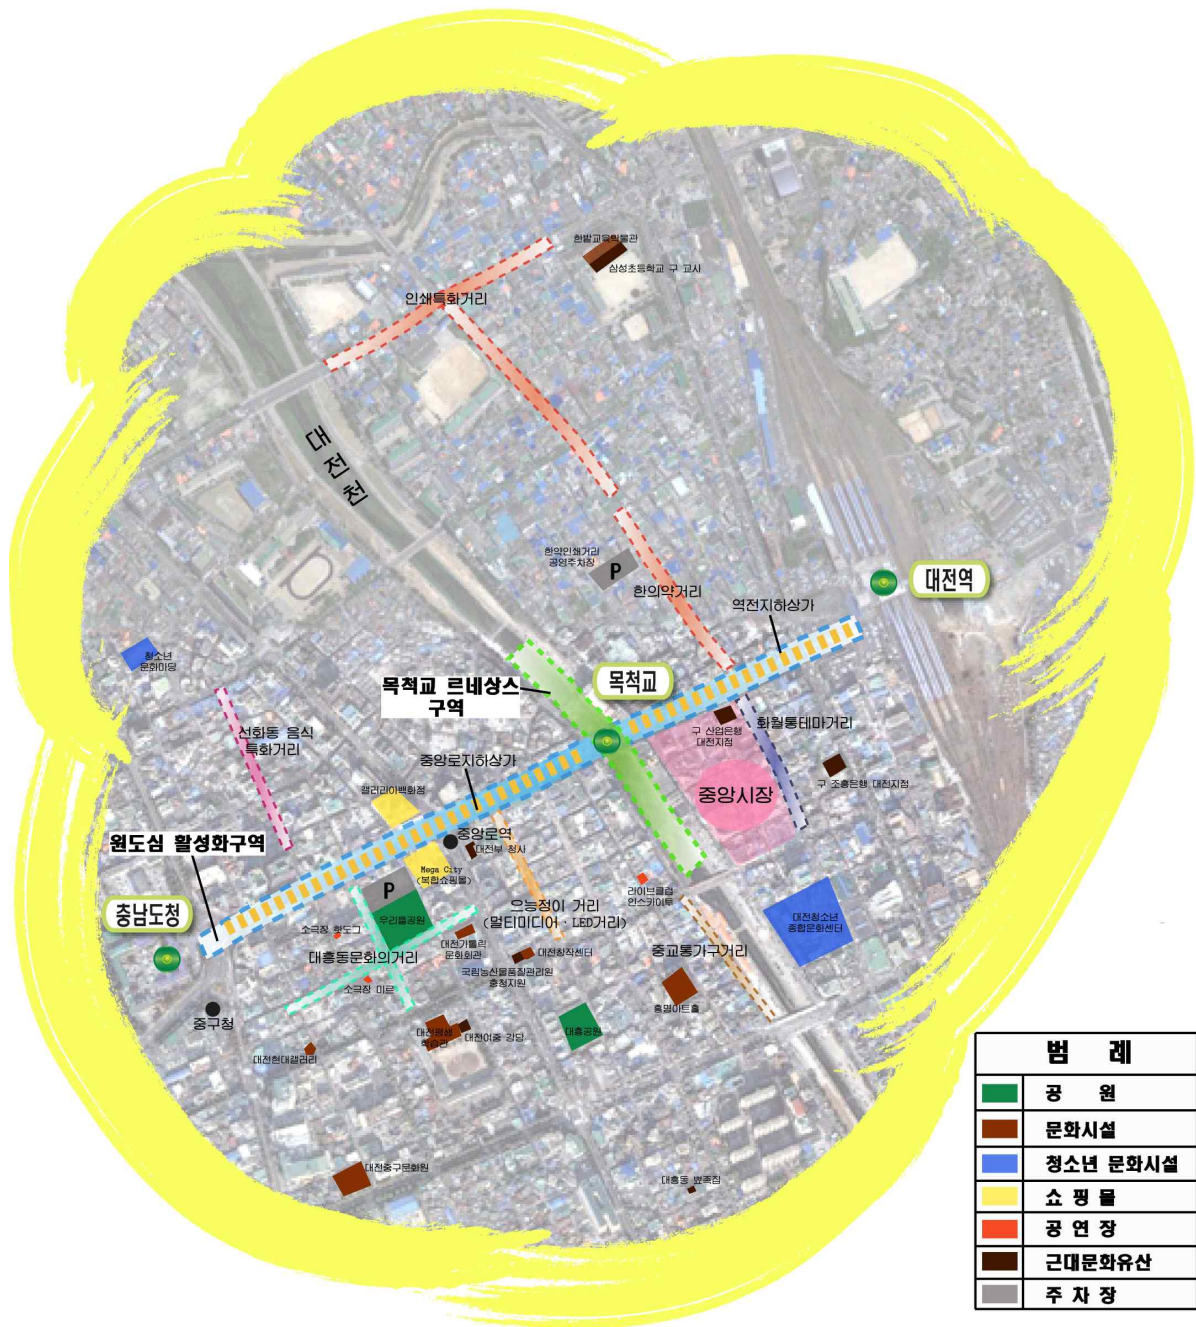 한밭교육박물관
삼성초등학교 구 교사
인쇄특화거리
대전천
한약인쇄거리
공영주차장
P
한의약거리
대전역
역전지하상가
청소년
문화마당
목척교 르네상스
구역
목척교
선화동 음식
특화거리
구 산업은행
대전지점
화월통테마거리
중앙로지하상가
갤러리아백화점
중앙시장
구 조흥은행 대전지점
원도심 활성화구역
중앙로역
대전부 청사
Mega City
(복합쇼핑몰)
P
라이브클럽
인스카이투
충남도청
우리들공원
으능정이 거리
(멀티미디어·LED거리)
대전청소년
종합문화센터
소극장 핫도그
대전가톨릭
문화회관
대흥동문화의거리
대전창작센터
중교통가구거리
국립농산물품질관리원
충청지원
소극장 마르
홍명아트홀
중구청
대전평생
학습관
대전여중 강당
대흥공원
대전현대갤러리
대전중구문화원
대흥동 뾰족집
범 례
공 원
문화시설
청소년 문화시설
쇼 핑 몰
공 연 장
근대문화유산
주 차 장